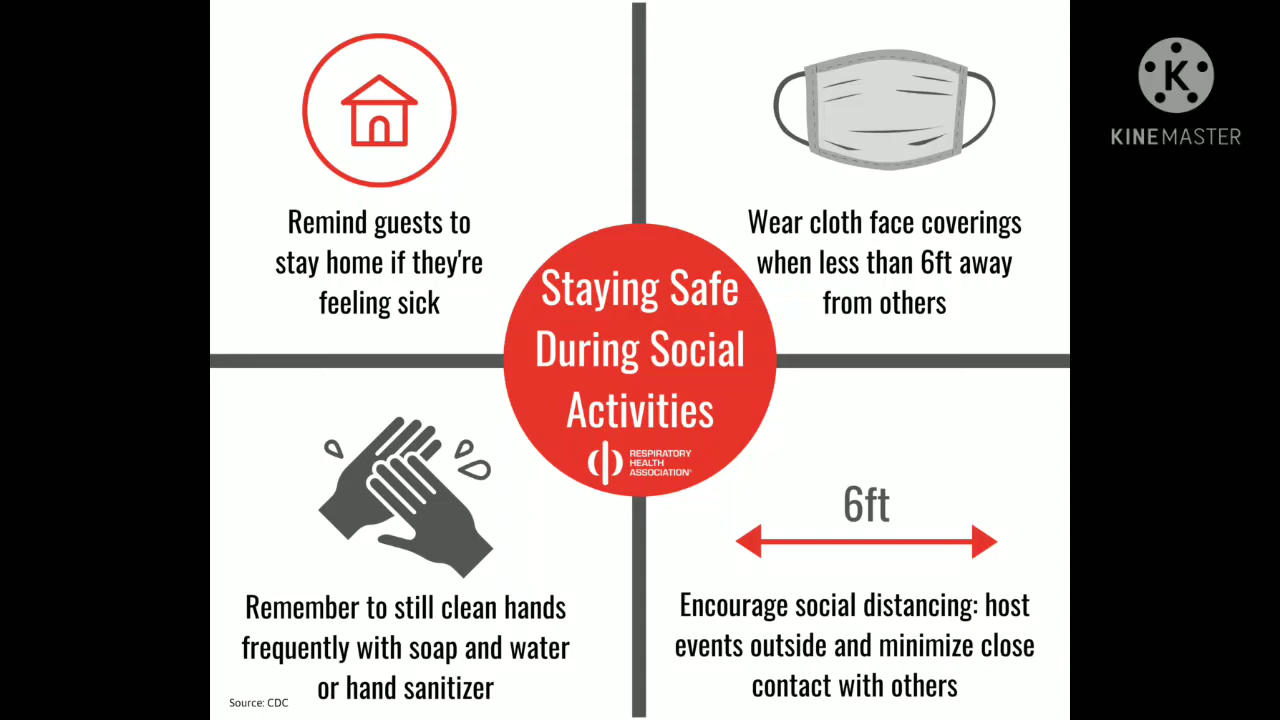 Remind guests to
stay home if they're
feeling sick
Wear cloth face coverings
when less than 6ft away
from others
Staying Safe
During Social
Activities
RESPIRATORY
HEALTH
ASSOCIATION®
Remember to still clean hands
frequently with soap and water
or hand sanitizer
Source: CDC
6ft
Encourage social distancing: host
events outside and minimize close
contact with others
K
KINEMASTER